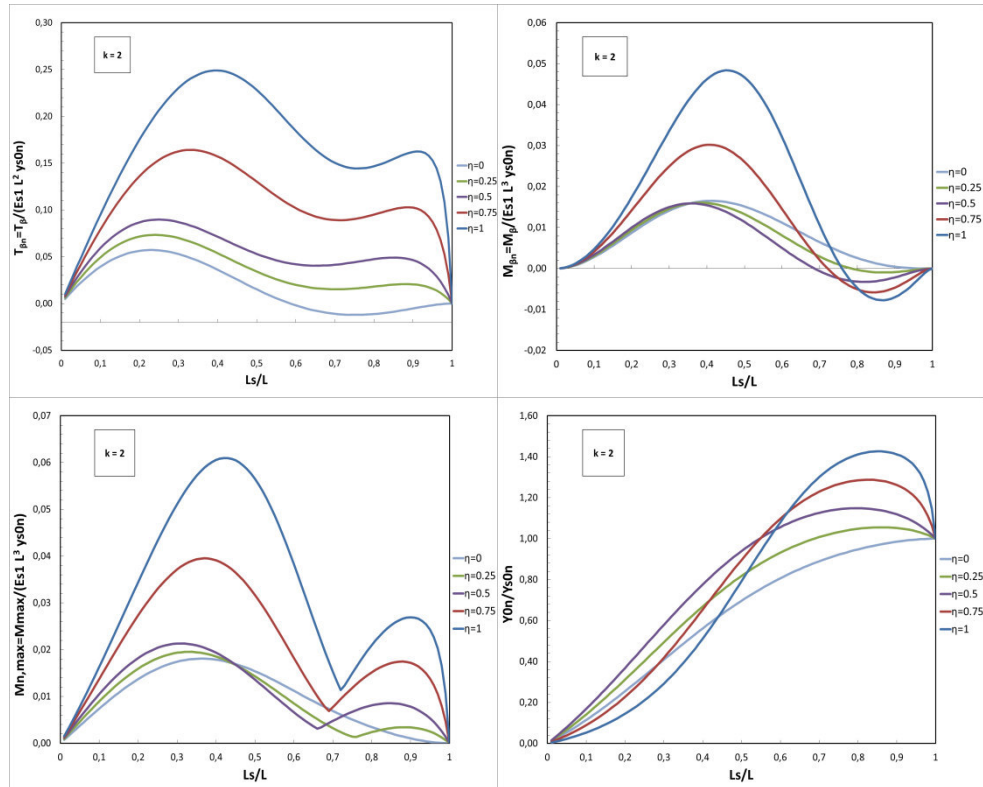 0,30
0,25
0,20
0,15
0,10
0,05
0,00
-0,05
k = 2
Tβn=Tβ/(Es1 L² ys0n)
0 0,1 0,2 0,3 0,4 0,5 0,6 0,7 0,8 0,9 1
Ls/L
η=0
η=0.25
η=0.5
η=0.75
η=1
0,06
0,05
0,04
0,03
0,02
0,01
0,00
-0,01
-0,02
k = 2
Mβn=Mβ/(Es1 L³ ys0n)
0 0,1 0,2 0,3 0,4 0,5 0,6 0,7 0,8 0,9 1
Ls/L
η=0
η=0.25
η=0.5
η=0.75
η=1
0,07
0,06
0,05
0,04
0,03
0,02
0,01
0,00
k = 2
Mn,max=Mmax/(Es1 L³ ys0n)
0 0,1 0,2 0,3 0,4 0,5 0,6 0,7 0,8 0,9 1
Ls/L
η=0
η=0.25
η=0.5
η=0.75
η=1
1,60
1,40
1,20
1,00
0,80
0,60
0,40
0,20
0,00
k = 2
Y0n/Ys0n
0 0,1 0,2 0,3 0,4 0,5 0,6 0,7 0,8 0,9 1
Ls/L
η=0
η=0.25
η=0.5
η=0.75
η=1